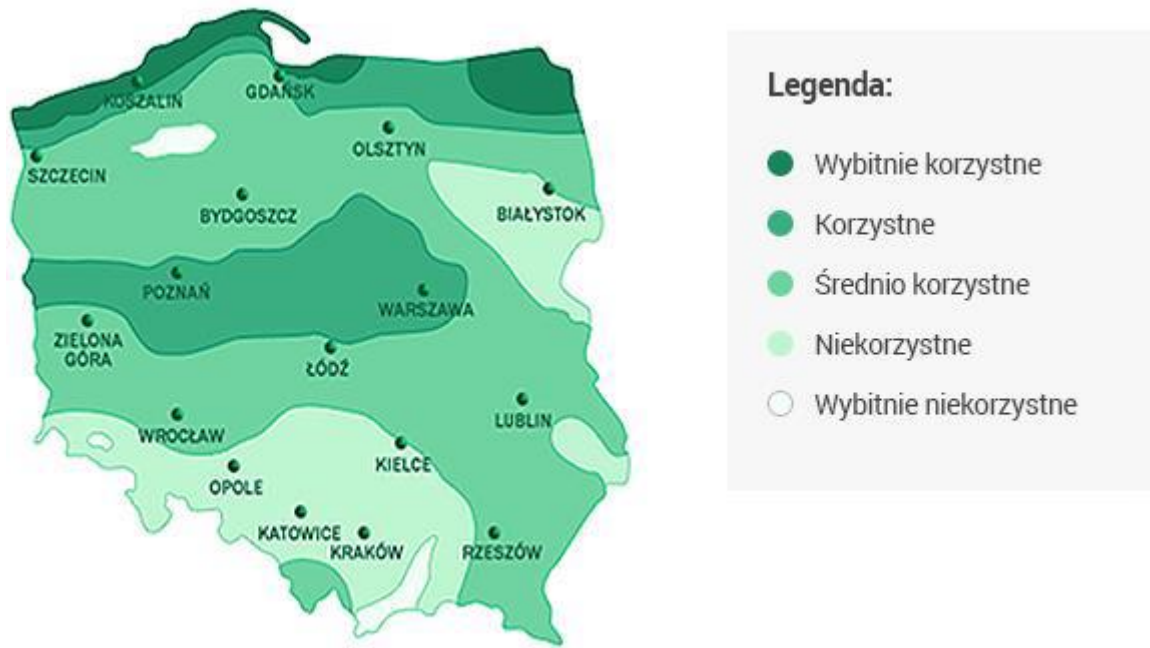 KOSZALIN
GDAŃSK
OLSZTYN
SZCZECIN
BYDGOSZCZ
BIAŁYSTOK
POZNAŃ
WARSZAWA
ZIELONA
GÓRA
ŁÓDŹ
WROCŁAW
LUBLIN
KIELCE
OPOLE
KATOWICE
KRAKÓW
RZESZÓW
Legenda:
Wybitnie korzystne
Korzystne
Średnio korzystne
Niekorzystne
Wybitnie niekorzystne